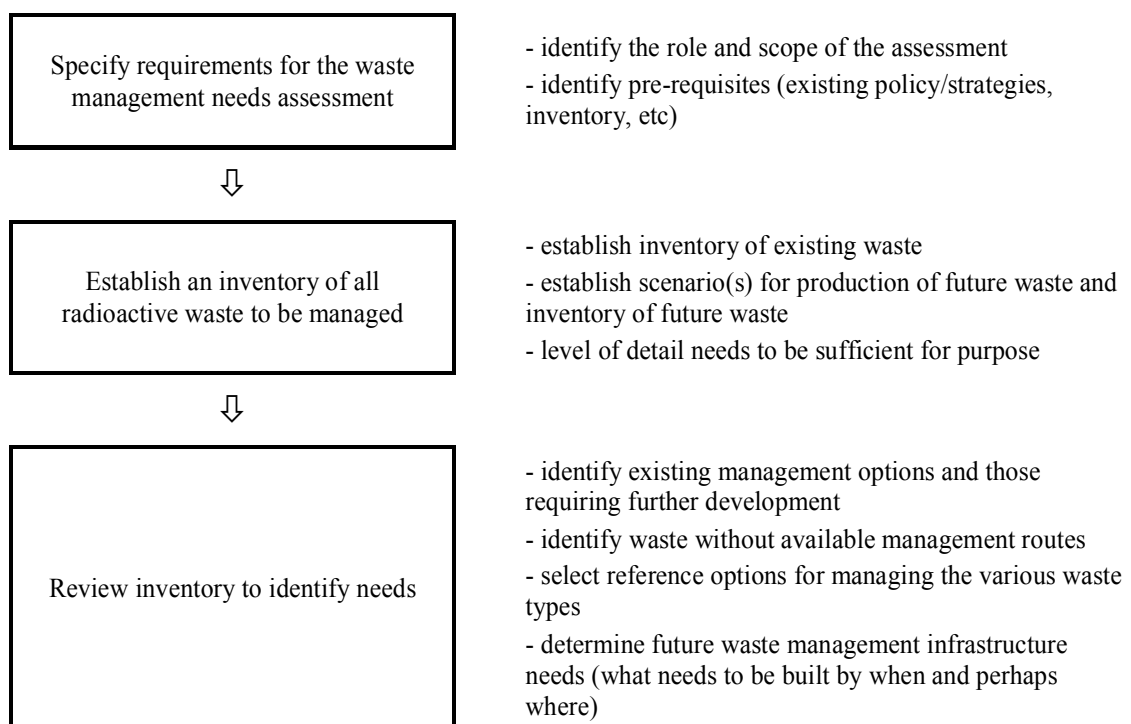 Specify requirements for the waste
management needs assessment
- identify the role and scope of the assessment
- identify pre-requisites (existing policy/strategies,
inventory, etc)
Establish an inventory of all
radioactive waste to be managed
- establish inventory of existing waste
- establish scenario(s) for production of future waste and
inventory of future waste
- level of detail needs to be sufficient for purpose
Review inventory to identify needs
- identify existing management options and those
requiring further development
- identify waste without available management routes
- select reference options for managing the various waste
types
- determine future waste management infrastructure
needs (what needs to be built by when and perhaps
where)